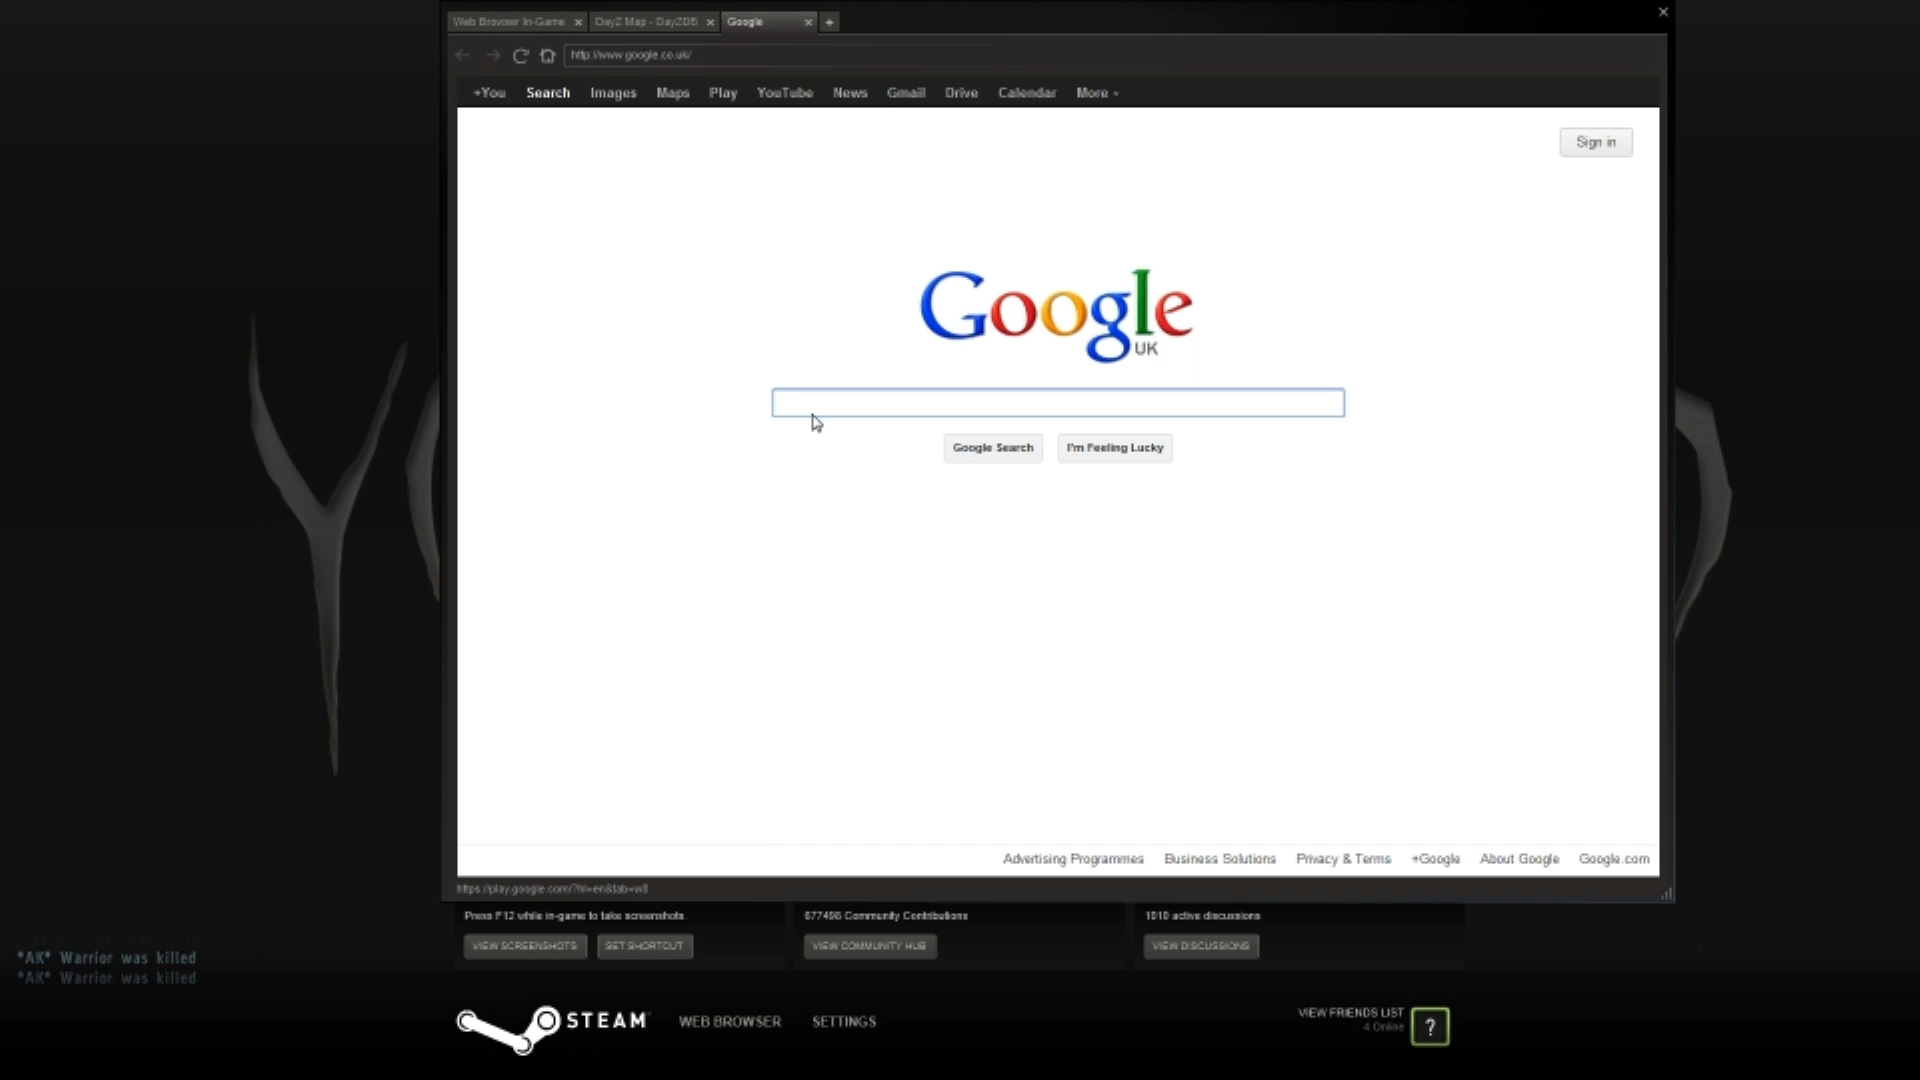 Web Browser In-Game
DayZ Map - DayZDB
Google
http://www.google.co.uk/
+You Search Images Maps Play YouTube News Gmail Drive Calendar More
Sign in
Google
UK
Google Search
I'm Feeling Lucky
Advertising Programmes Business Solutions Privacy & Terms +Google About Google Google.com
https://play.google.com/?hl=en&tab=w8
Press F12 while in-game to take screenshots.
677498 Community Contributions
1010 active discussions
VIEW SCREENSHOTS
SET SHORTCUT
VIEW COMMUNITY HUB
VIEW DISCUSSIONS
*AK* Warrior was killed
*AK* Warrior was killed
STEAM
WEB BROWSER
SETTINGS
VIEW FRIENDS LIST
4 Online
?